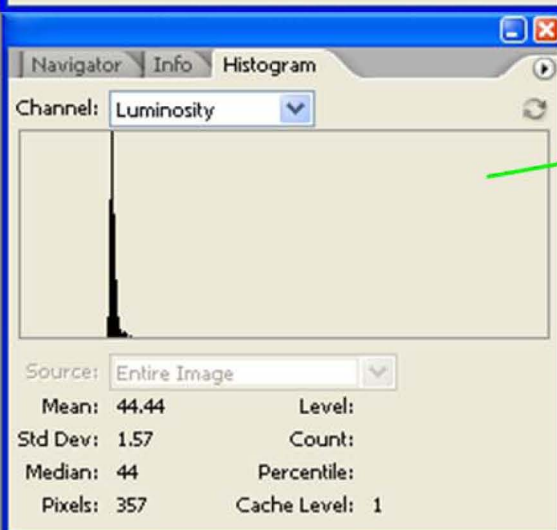 Navigator Info Histogram
Channel: Luminosity
Source: Entire Image
Mean: 44.44 Level:
Std Dev: 1.57 Count:
Median: 44 Percentile:
Pixels: 357 Cache Level: 1